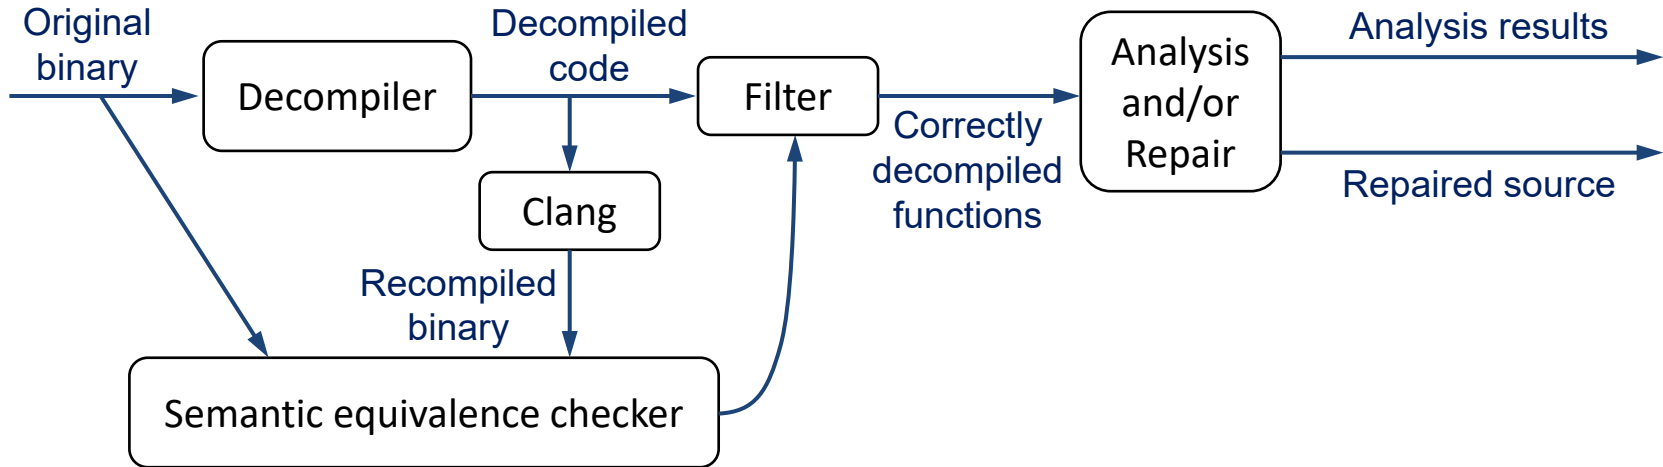 Original
binary
Decompiler
Decompiled
code
Filter
Correctly
decompiled
functions
Analysis
and/or
Repair
Analysis results
Repaired source
Clang
Recompiled
binary
Semantic equivalence checker